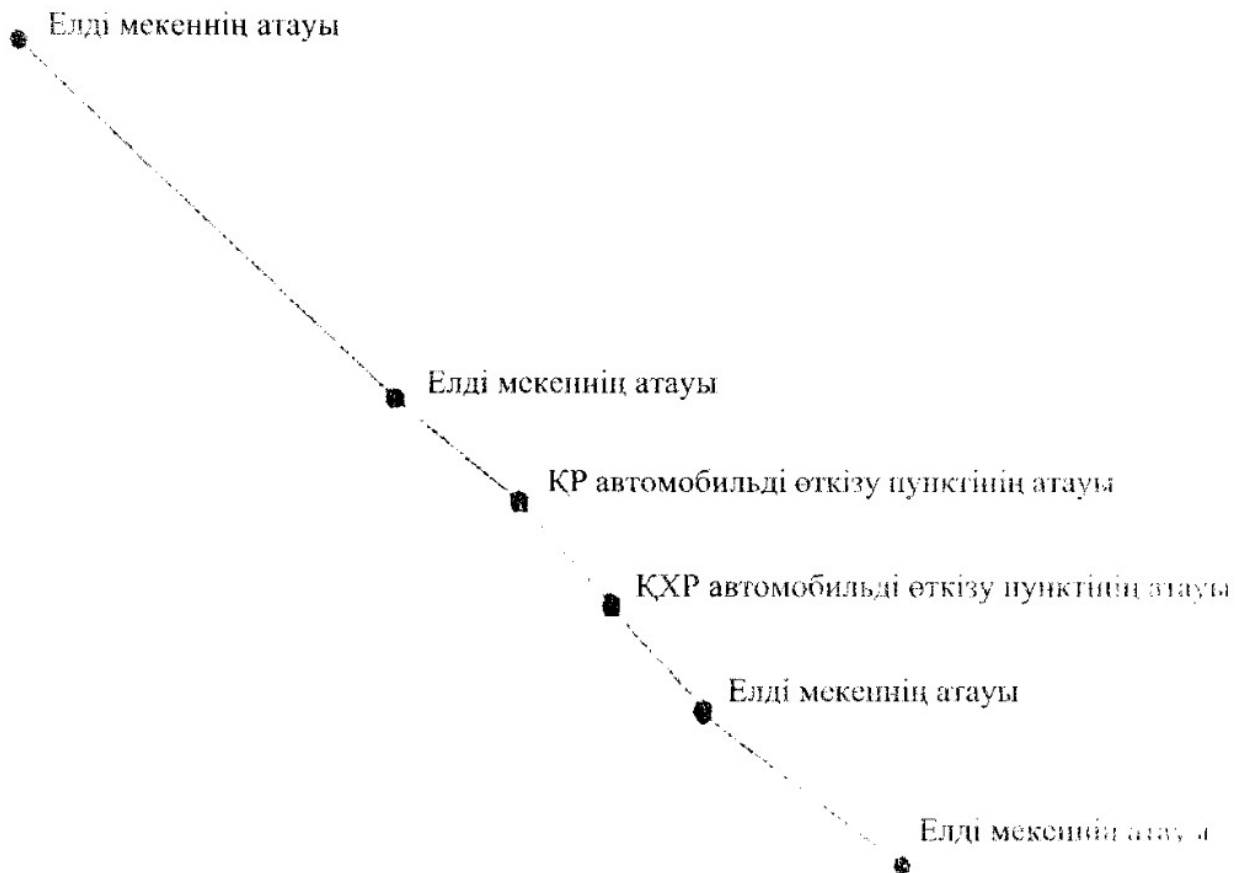 Елді мекеннің атауы
Елді мекеннің атауы
ҚР автомобильді өткізу пунктінің атауы
ҚХР автомобильді өткізу пунктінің атауы
Елді мекеннің атауы
Елді мекеннің атауы